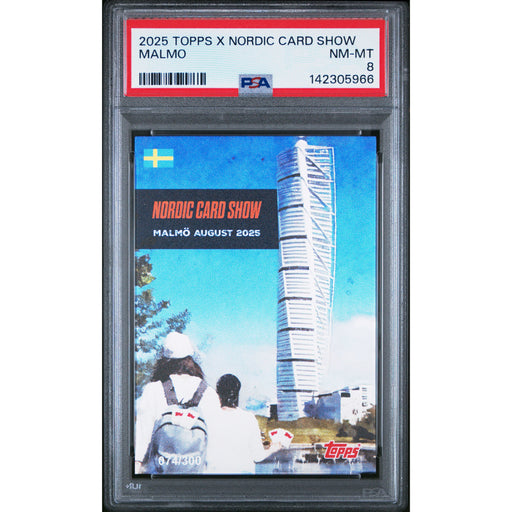 2025 TOPPS X NORDIC CARD SHOW
MALMO NM-MT
8
PSA 142305966
NORDIC CARD SHOW
MALMÖ AUGUST 2025
074/300
topps
PSA